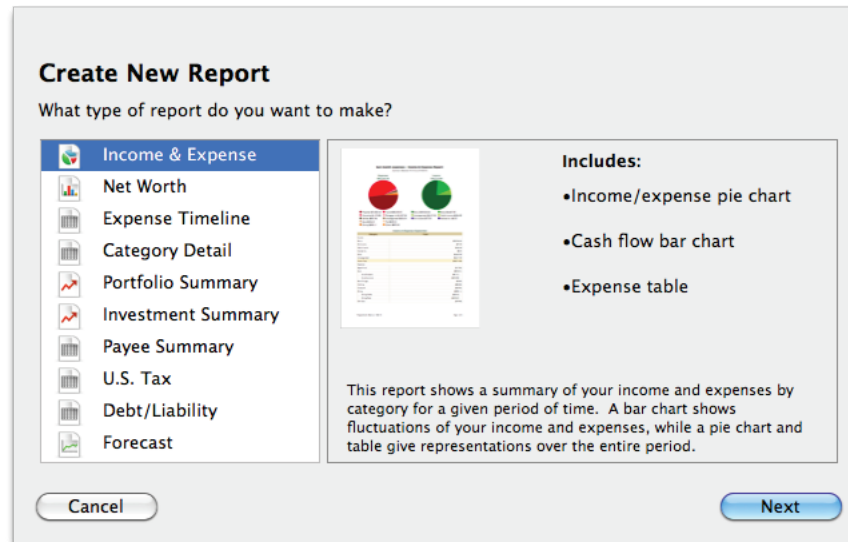 Create New Report
What type of report do you want to make?
Income & Expense
Net Worth
Expense Timeline
Category Detail
Portfolio Summary
Investment Summary
Payee Summary
U.S. Tax
Debt/Liability
Forecast
Includes:
•Income/expense pie chart
•Cash flow bar chart
•Expense table
This report shows a summary of your income and expenses by
category for a given period of time.  A bar chart shows
fluctuations of your income and expenses, while a pie chart and
table give representations over the entire period.
Cancel
Next